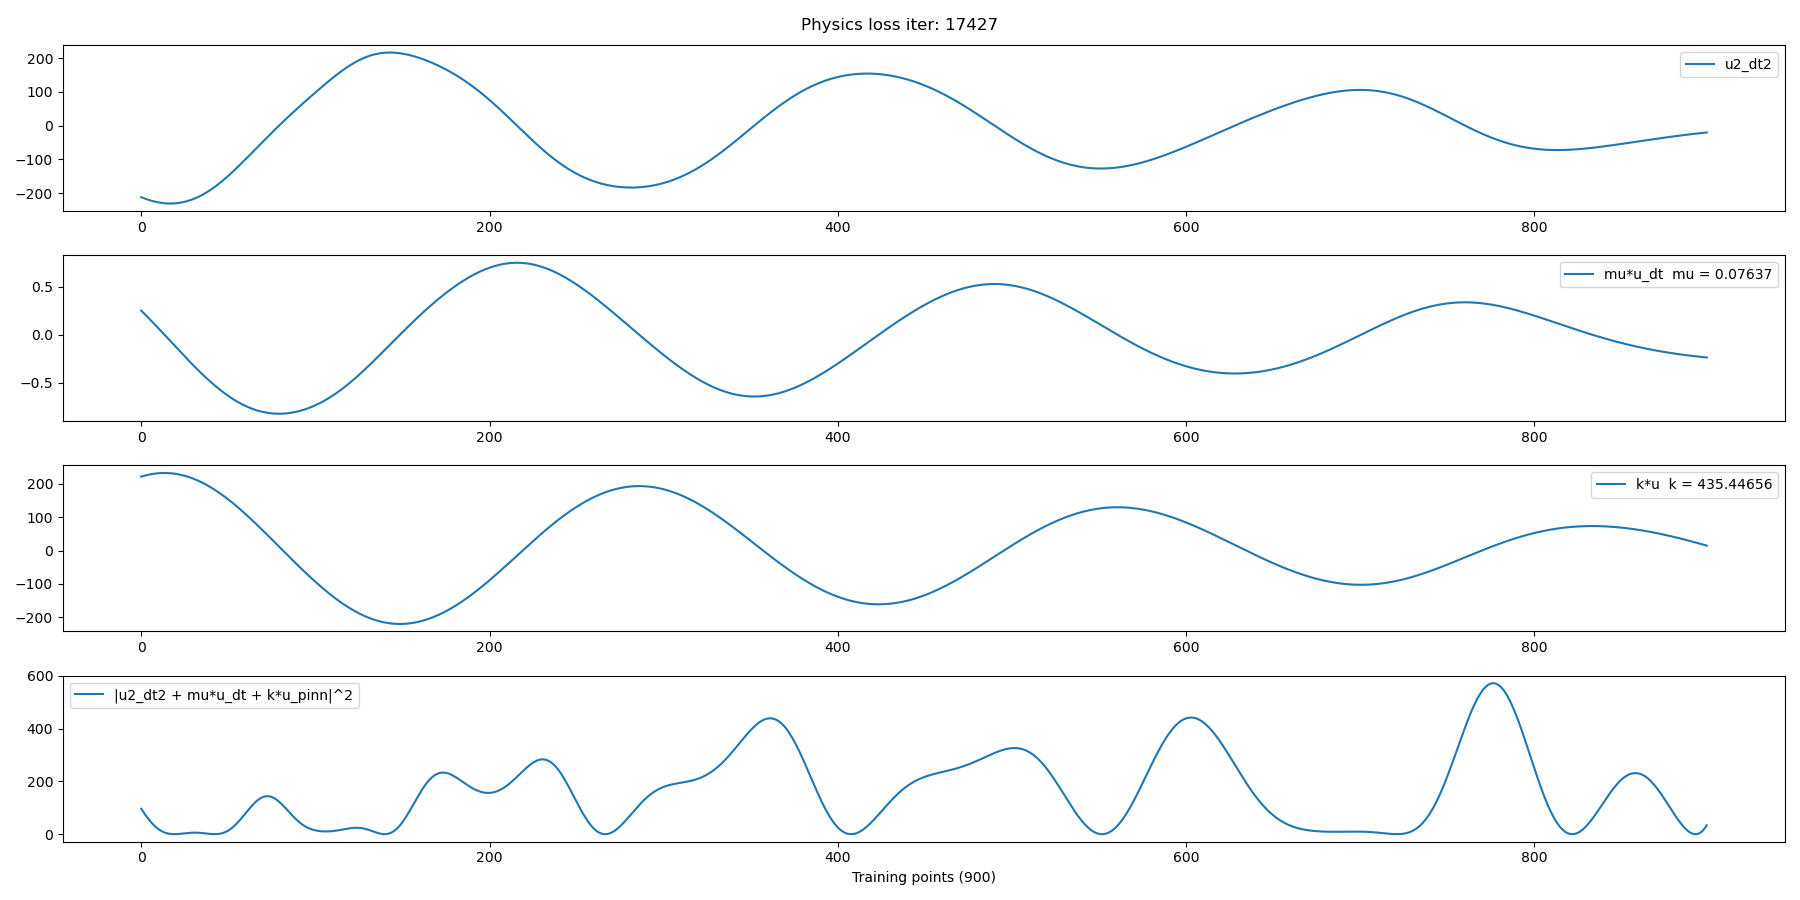 Physics loss iter: 17427
200
100
0
−100
−200
u2_dt2
0 200 400 600 800
0.5
0.0
−0.5
mu*u_dt  mu = 0.07637
0 200 400 600 800
200
100
0
−100
−200
k*u  k = 435.44656
0 200 400 600 800
600
400
200
0
|u2_dt2 + mu*u_dt + k*u_pinn|^2
0 200 400 600 800
Training points (900)